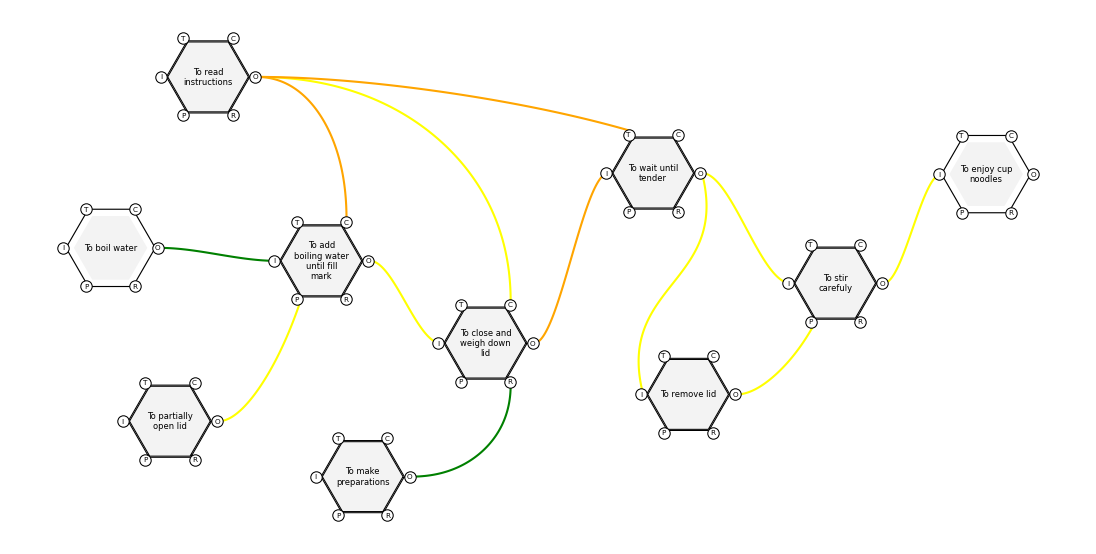 T C
To read
instructions
I O
P R
T C
To boil water
I O
P R
T C
To add
boiling water
until fill
mark
I O
P R
T C
To partially
open lid
I O
P R
T C
To make
preparations
I O
P R
T C
To close and
weigh down
lid
I O
P R
T C
To wait until
tender
I O
P R
T C
To remove lid
I O
P R
T C
To stir
carefuly
I O
P R
T C
To enjoy cup
noodles
I O
P R